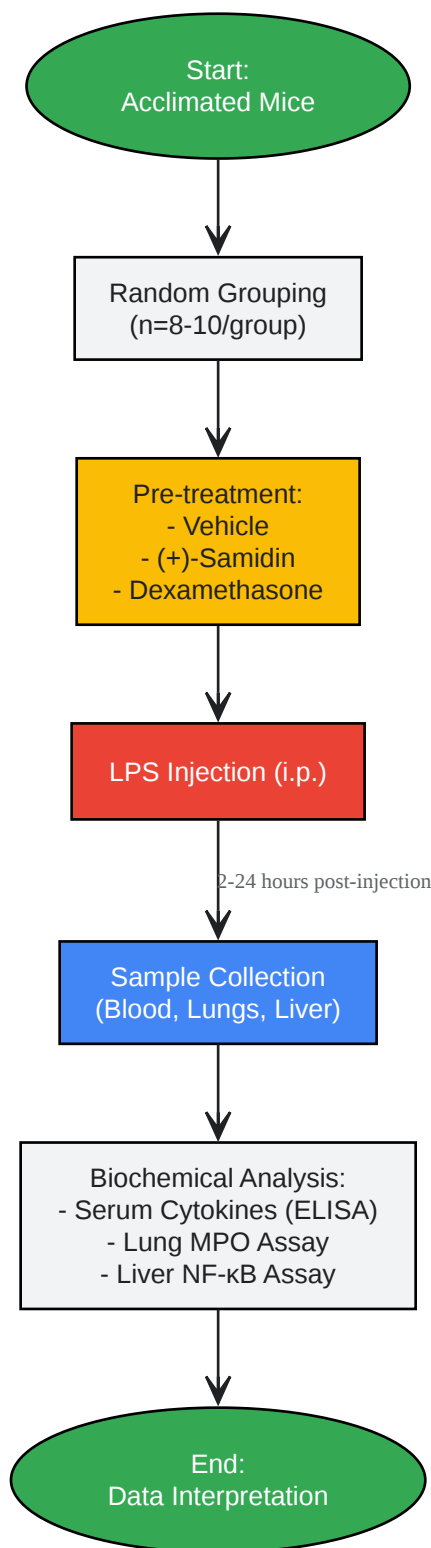 Start:
Acclimated Mice
Random Grouping
(n=8-10/group)
Pre-treatment:
- Vehicle
- (+)-Samidin
- Dexamethasone
LPS Injection (i.p.)
2-24 hours post-injection
Sample Collection
(Blood, Lungs, Liver)
Biochemical Analysis:
- Serum Cytokines (ELISA)
- Lung MPO Assay
- Liver NF-κB Assay
End:
Data Interpretation